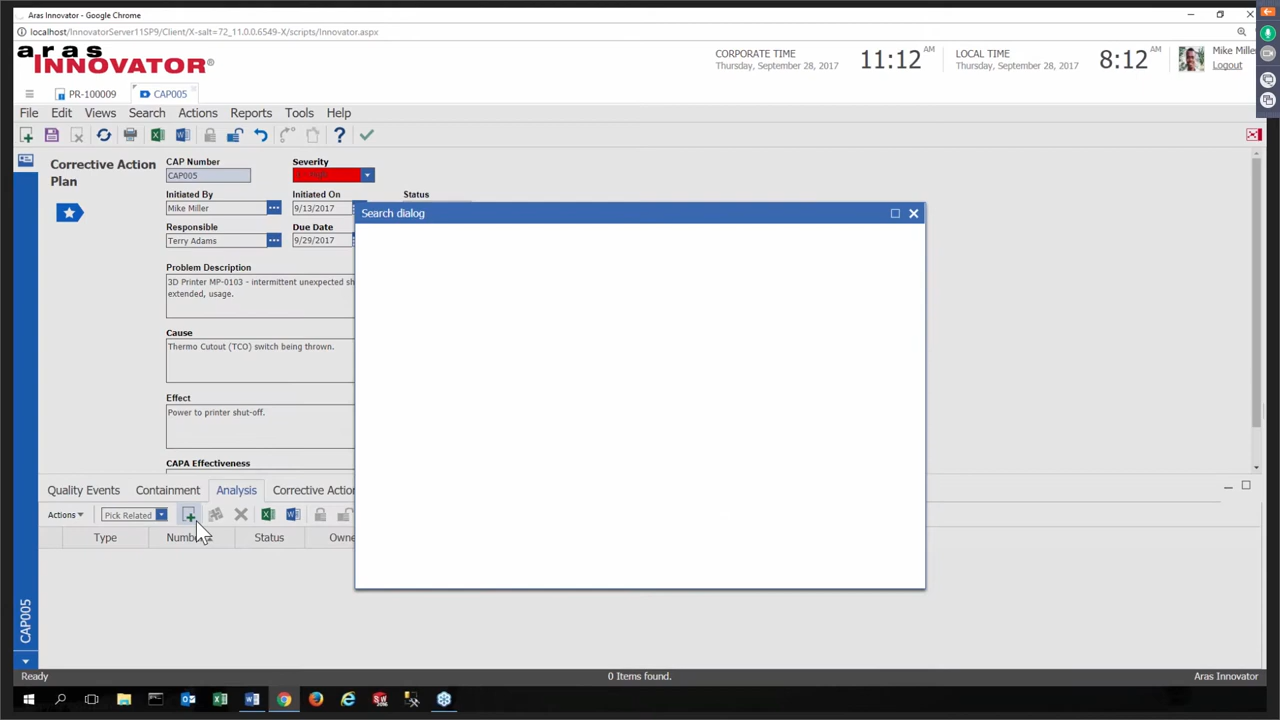 Aras Innovator - Google Chrome
localhost/InnovatorServer11SP9/Client/X-salt=72_11.0.0.6549-X/scripts/Innovator.aspx
aras
INNOVATOR®
CORPORATE TIME
Thursday, September 28, 2017
11:12 AM
LOCAL TIME
Thursday, September 28, 2017
8:12 AM
Mike Miller
Logout
PR-100009
CAP005
File Edit Views Search Actions Reports Tools Help
Corrective Action
Plan
CAP Number
CAP005
Severity
Initiated By
Mike Miller
Initiated On
9/13/2017
Status
Responsible
Terry Adams
Due Date
9/29/2017
Search dialog
Problem Description
3D Printer MP-0103 - intermittent unexpected sh
extended, usage.
Cause
Thermo Cutout (TCO) switch being thrown.
Effect
Power to printer shut-off.
CAPA Effectiveness
Quality Events Containment Analysis Corrective Action
Actions Pick Related
Type Status Owne
CAP005
Ready
0 Items found.
Aras Innovator